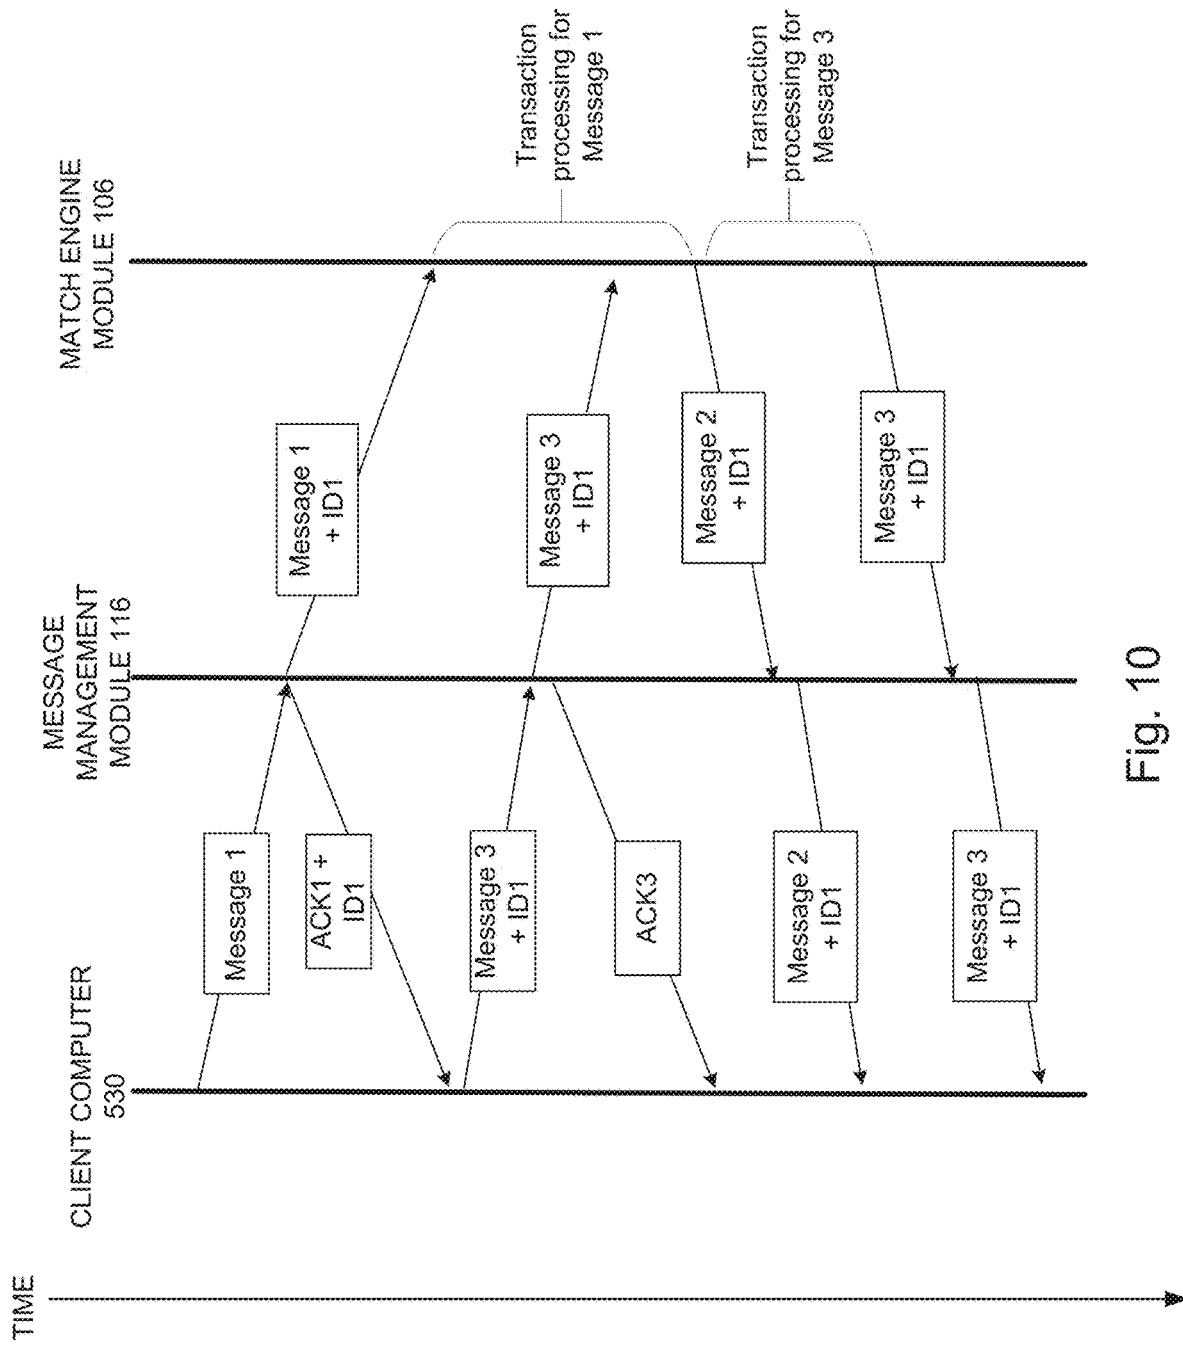 TIME
CLIENT COMPUTER
530
MESSAGE
MANAGEMENT
MODULE 116
MATCH ENGINE
MODULE 106
Message 1
ACK1 +
ID1
Message 1
+ ID1
Message 3
+ ID1
Message 3
+ ID1
ACK3
Transaction
processing for
Message 1
Message 2
+ ID1
Message 2
+ ID1
Transaction
processing for
Message 3
Message 3
+ ID1
Message 3
+ ID1
Fig. 10